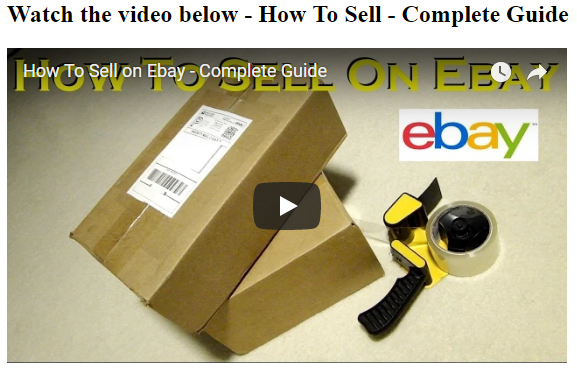 Watch the video below - How To Sell - Complete Guide
How To Sell on Ebay - Complete Guide
How To Sell On Ebay
ebay